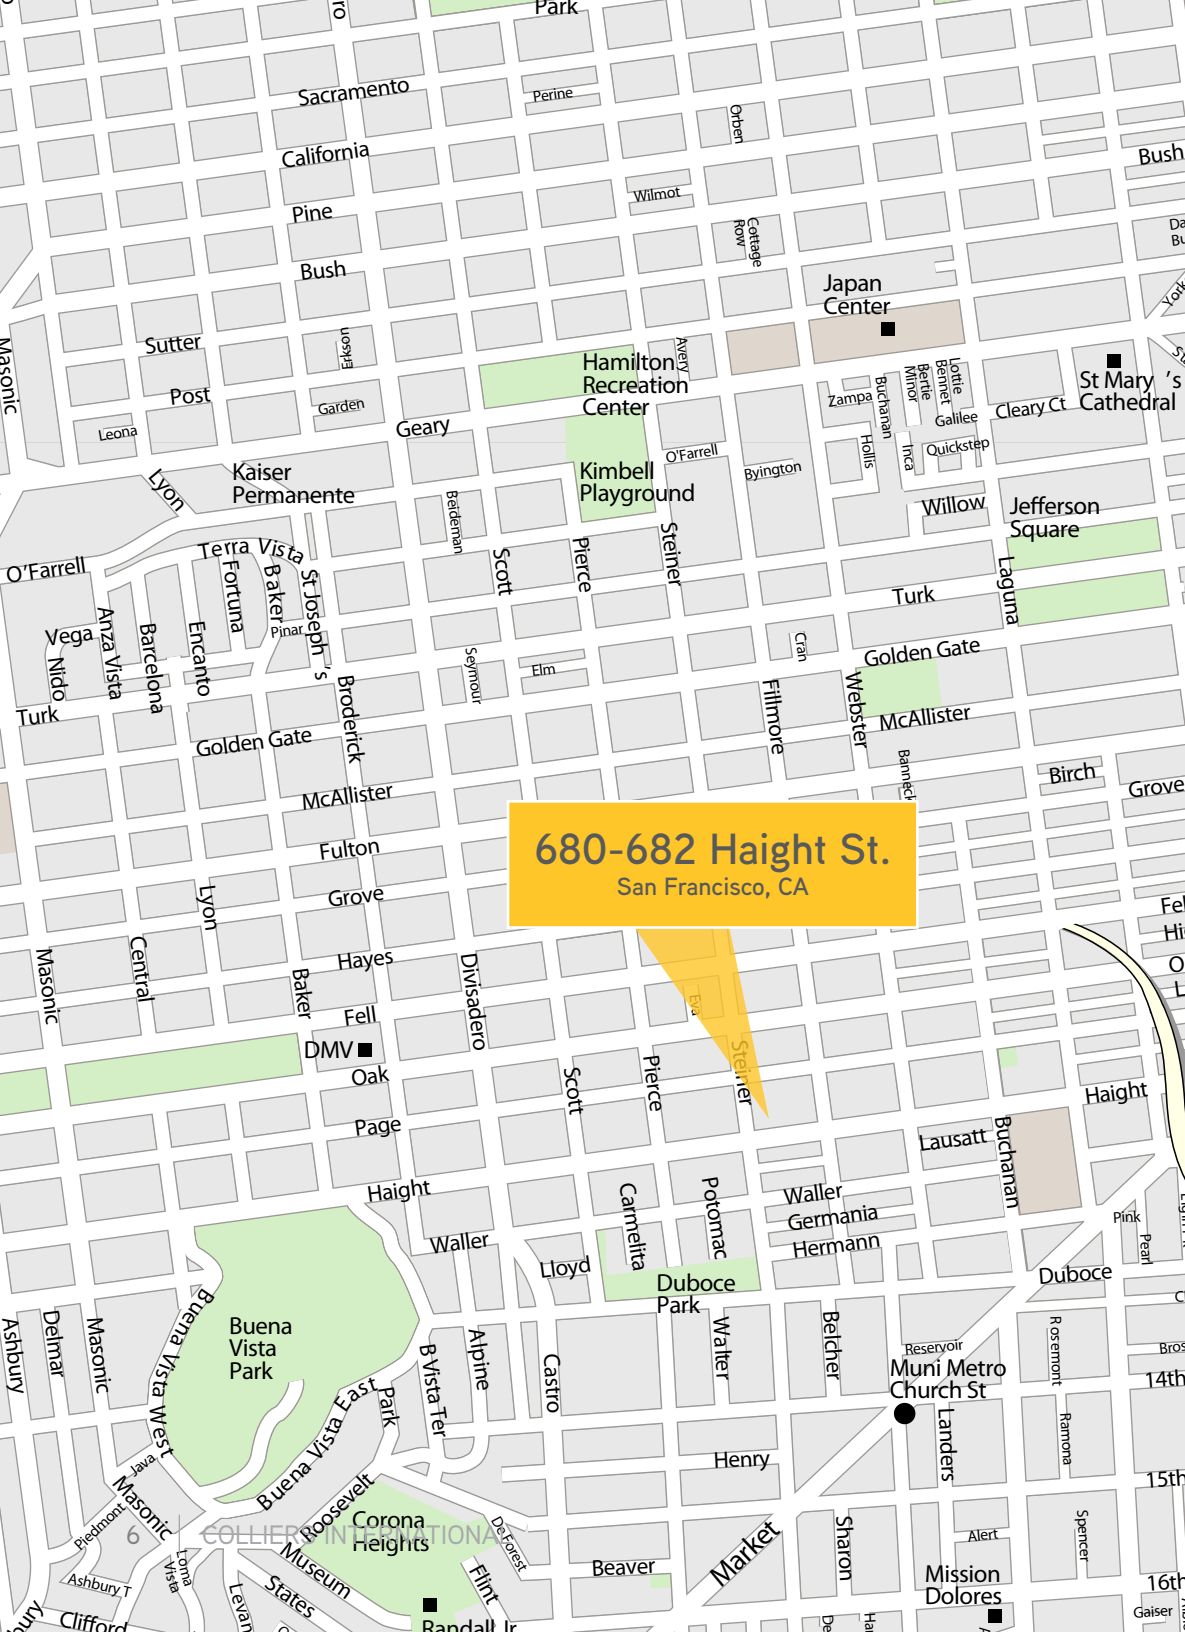 Park
Sacramento
Perine
Orben
California
Bush
Wilmot
Pine
Cottage
Row
Bush
Japan
Center
York
Sutter
Erkson
Avery
Hamilton
Recreation
Center
Masonic
Post
Garden
Leona
Geary
Zampa
Buchanan
Bertie
Minor
Lottie
Bennet
Galilee
Cleary Ct
St Mary 's
Cathedral
Hollis
Inca
Quickstep
O'Farrell
Byington
Lyon
Kaiser
Permanente
Beideman
Kimbell
Playground
Willow
Jefferson
Square
Terra Vista
O'Farrell
Scott
Pierce
Steiner
Laguna
Fortuna
Baker
St Joseph 's
Turk
Vega
Nido
Anza Vista
Barcelona
Encanto
Pinar
Seymour
Elm
Cran
Golden Gate
Turk
Broderick
Fillmore
Webster
McAllister
Golden Gate
Banneck
Birch
Grove
McAllister
680-682 Haight St.
San Francisco, CA
Fulton
Lyon
Grove
Masonic
Central
Hayes
Baker
Divisadero
Fell
Eva
DMV
Oak
Scott
Pierce
Steiner
Haight
Page
Lausatt
Buchanan
Haight
Carmelita
Potomac
Waller
Germania
Hermann
Pink
Pearl
Waller
Lloyd
Duboce
Park
Duboce
Buena Vista West
Buena
Vista
Park
Ashbury
Delmar
Masonic
B Vista Ter
Alpine
Castro
Walter
Belcher
Reservoir
Rosemont
Muni Metro
Church St
14th
Buena Vista East
Park
Landers
Ramona
Henry
15th
Java
Masonic
Piedmont
Roosevelt
Corona
Heights
6
COLLIERS INTERNATIONAL
De Forest
Market
Sharon
Alert
Spencer
Museum
Loma
Vista
Ashbury T
States
Levan
Flint
Beaver
Mission
Dolores
16th
Gaiser
Clifford
Randall Jr